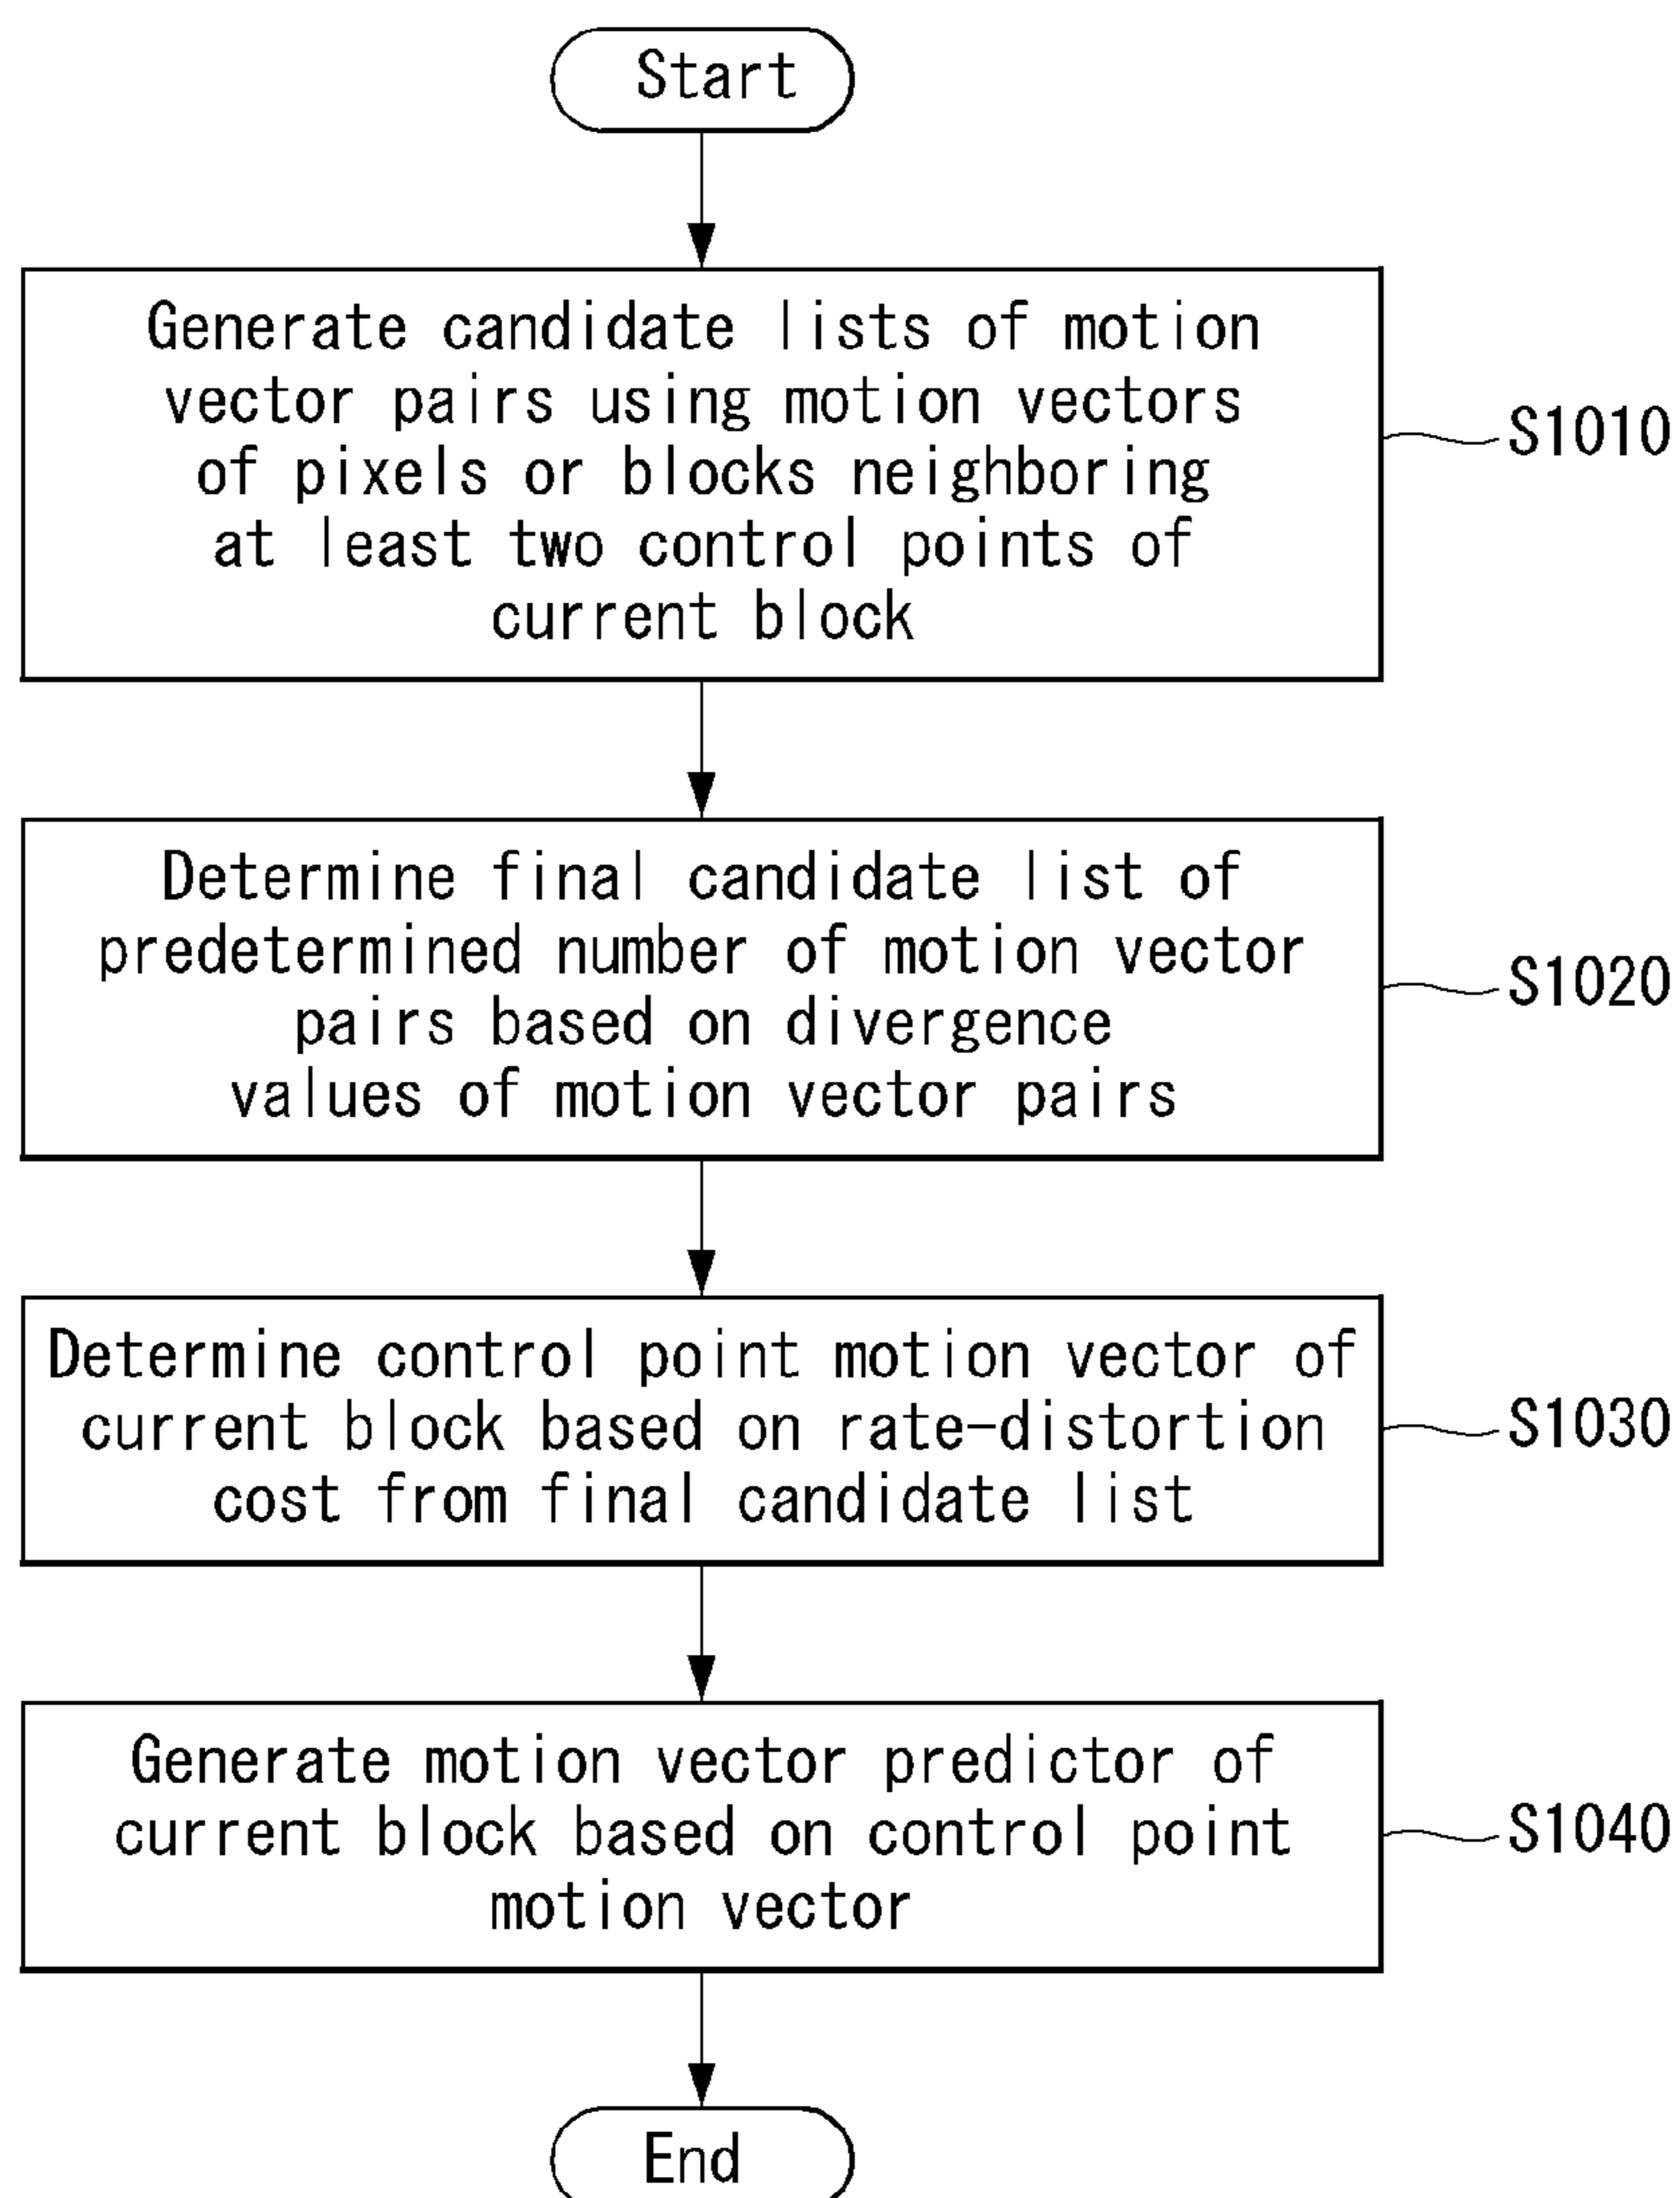 Start
Generate candidate lists of motion
vector pairs using motion vectors
of pixels or blocks neighboring
at least two control points of
current block
S1010
Determine final candidate list of
predetermined number of motion vector
pairs based on divergence
values of motion vector pairs
S1020
Determine control point motion vector of
current block based on rate-distortion
cost from final candidate list
S1030
Generate motion vector predictor of
current block based on control point
motion vector
S1040
End